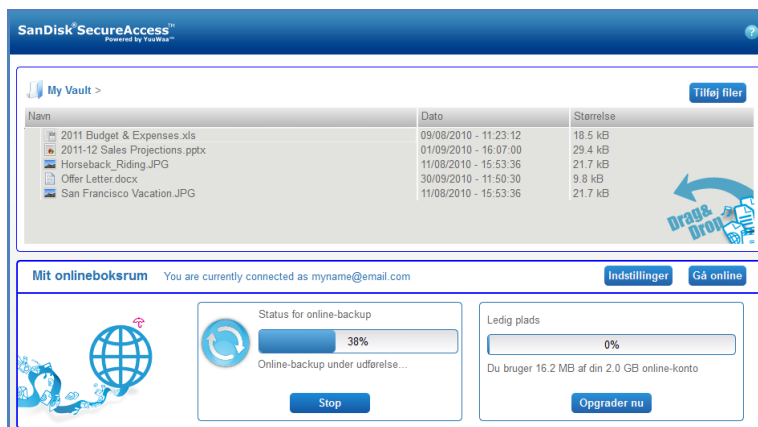 SanDisk® SecureAccess™
Powered by YuuWaa™
?
My Vault >
Tilføj filer
Navn Dato Størrelse
2011 Budget & Expenses.xls 09/08/2010 - 11:23:12 18.5 kB
2011-12 Sales Projections.pptx 01/09/2010 - 16:07:00 29.4 kB
Horseback_Riding.JPG 11/08/2010 - 15:53:36 21.7 kB
Offer Letter.docx 30/09/2010 - 11:50:30 9.8 kB
San Francisco Vacation.JPG 11/08/2010 - 15:53:36 21.7 kB
Drag&
Drop
Mit onlineboksrum You are currently connected as myname@email.com Indstillinger Gå online
Status for online-backup
38%
Online-backup under udførelse...
Stop
Ledig plads
0%
Du bruger 16.2 MB af din 2.0 GB online-konto
Opgrader nu